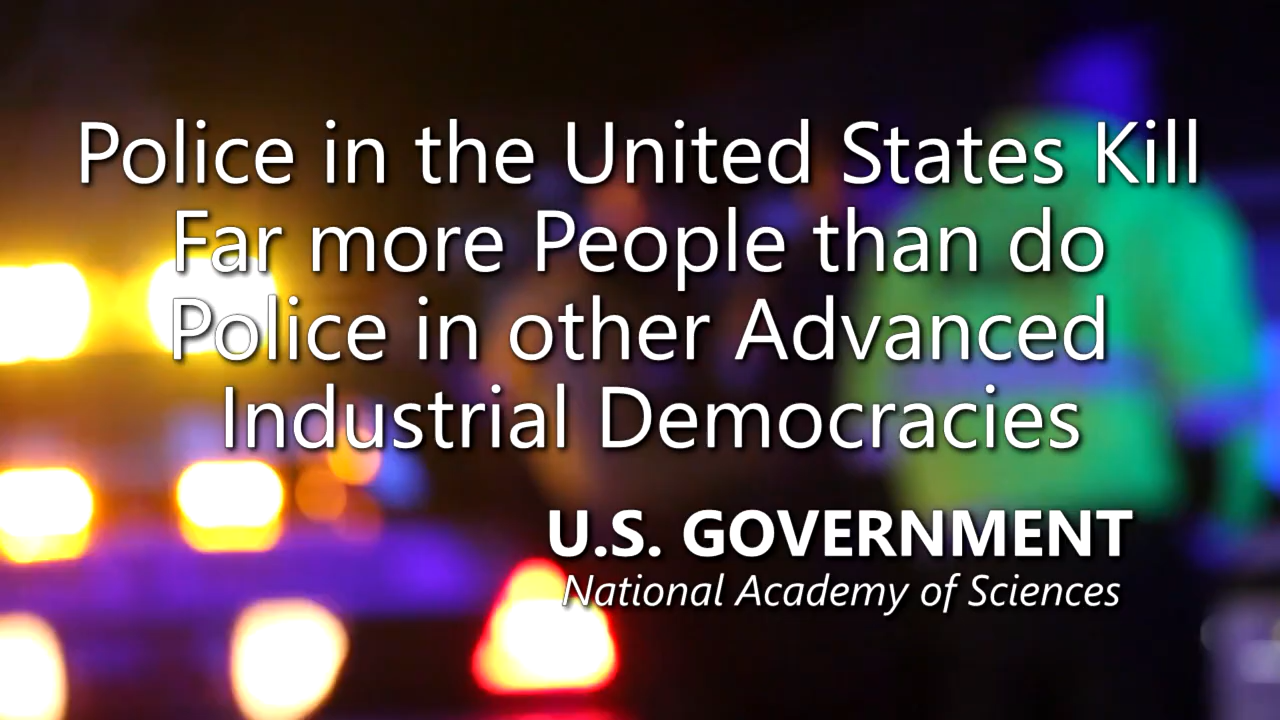 Police in the United States Kill
Far more People than do
Police in other Advanced
Industrial Democracies
U.S. GOVERNMENT
National Academy of Sciences